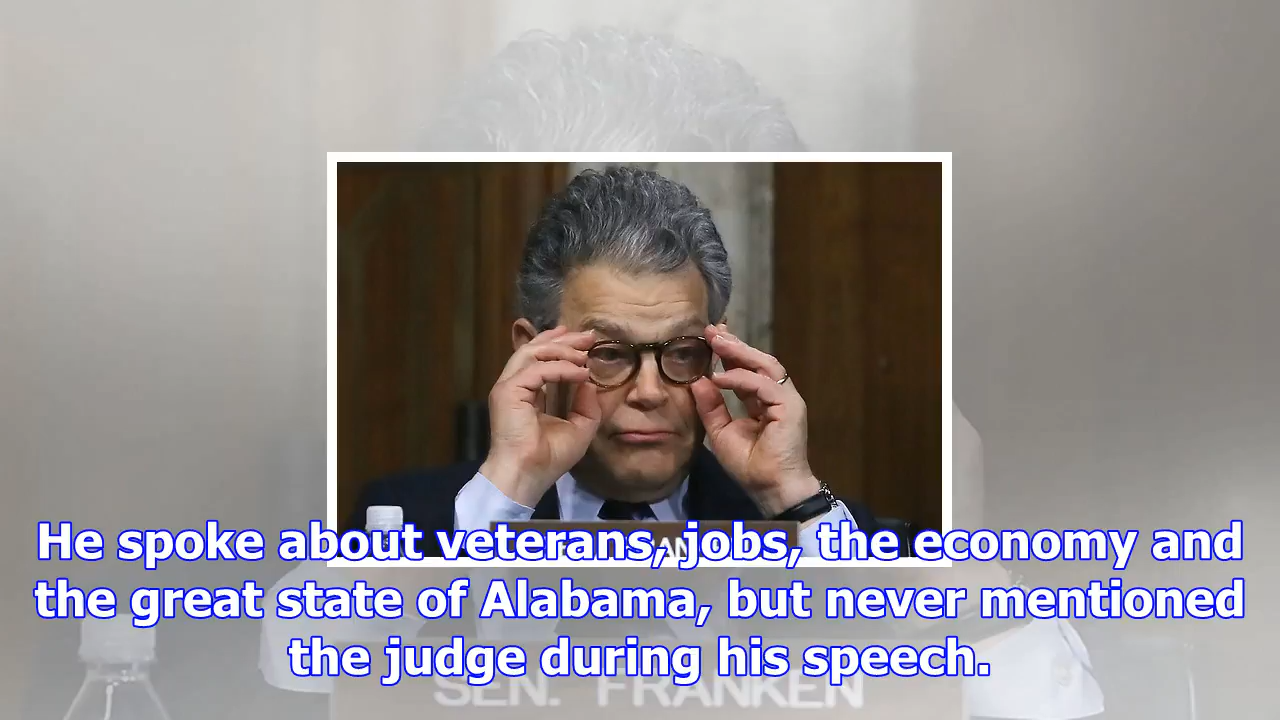 He spoke about veterans, jobs, the economy and
the great state of Alabama, but never mentioned
the judge during his speech.
SEN. FRANKEN